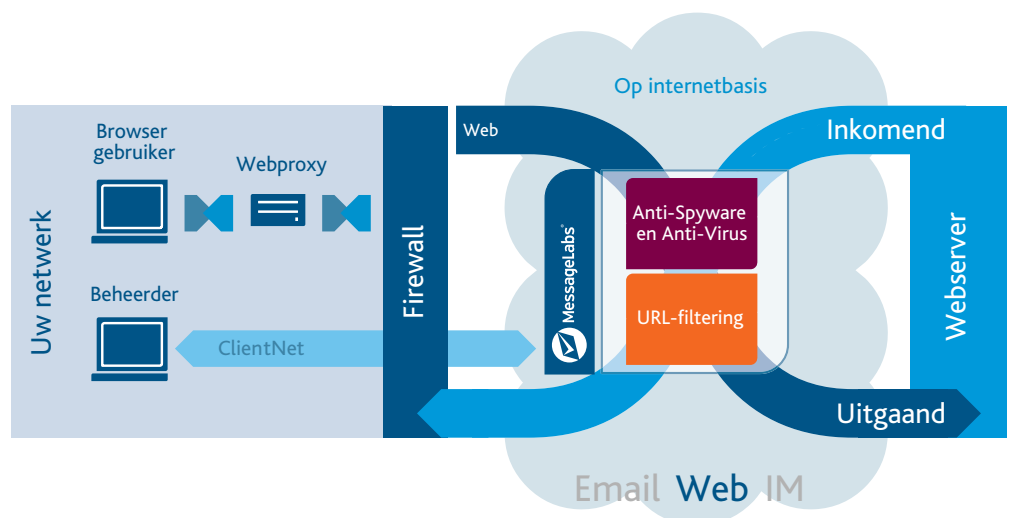 Op internetbasis
Browser
gebruiker
Webproxy
Web
Inkomend
Anti-Spyware
en Anti-Virus
Uw netwerk
Firewall
MessageLabs
Webserver
Beheerder
URL-filtering
ClientNet
Uitgaand
Email Web IM